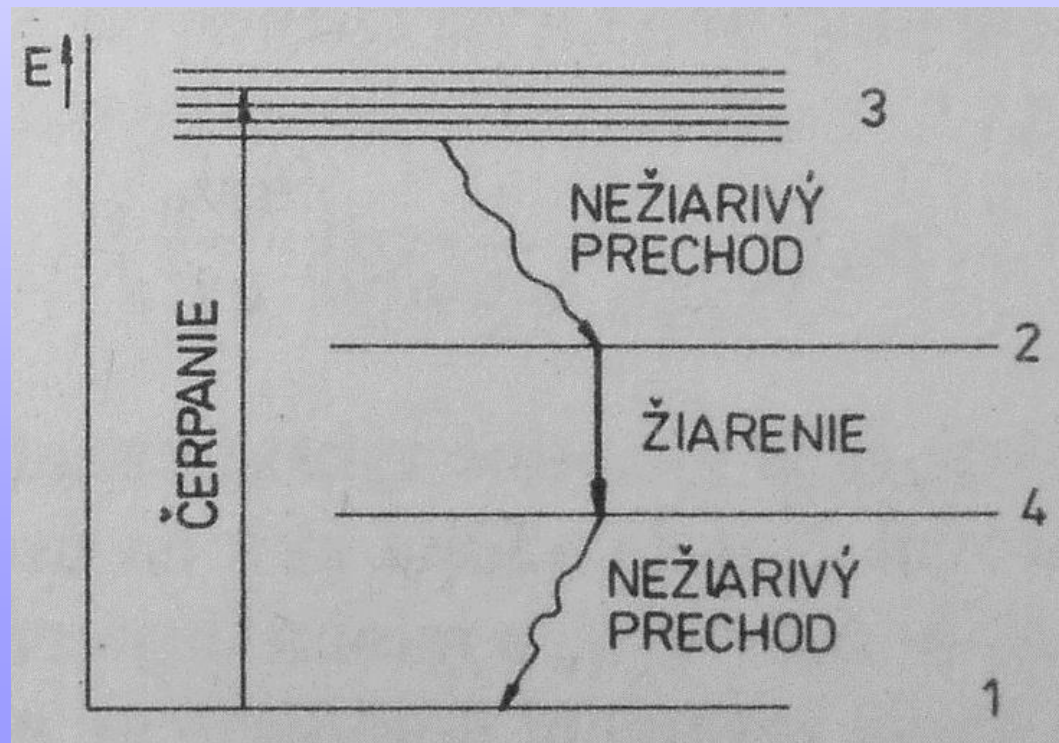 E
3
NEŽIARIVÝ
PRECHOD
2
ČERPANIE
ŽIARENIE
4
NEŽIARIVÝ
PRECHOD
1